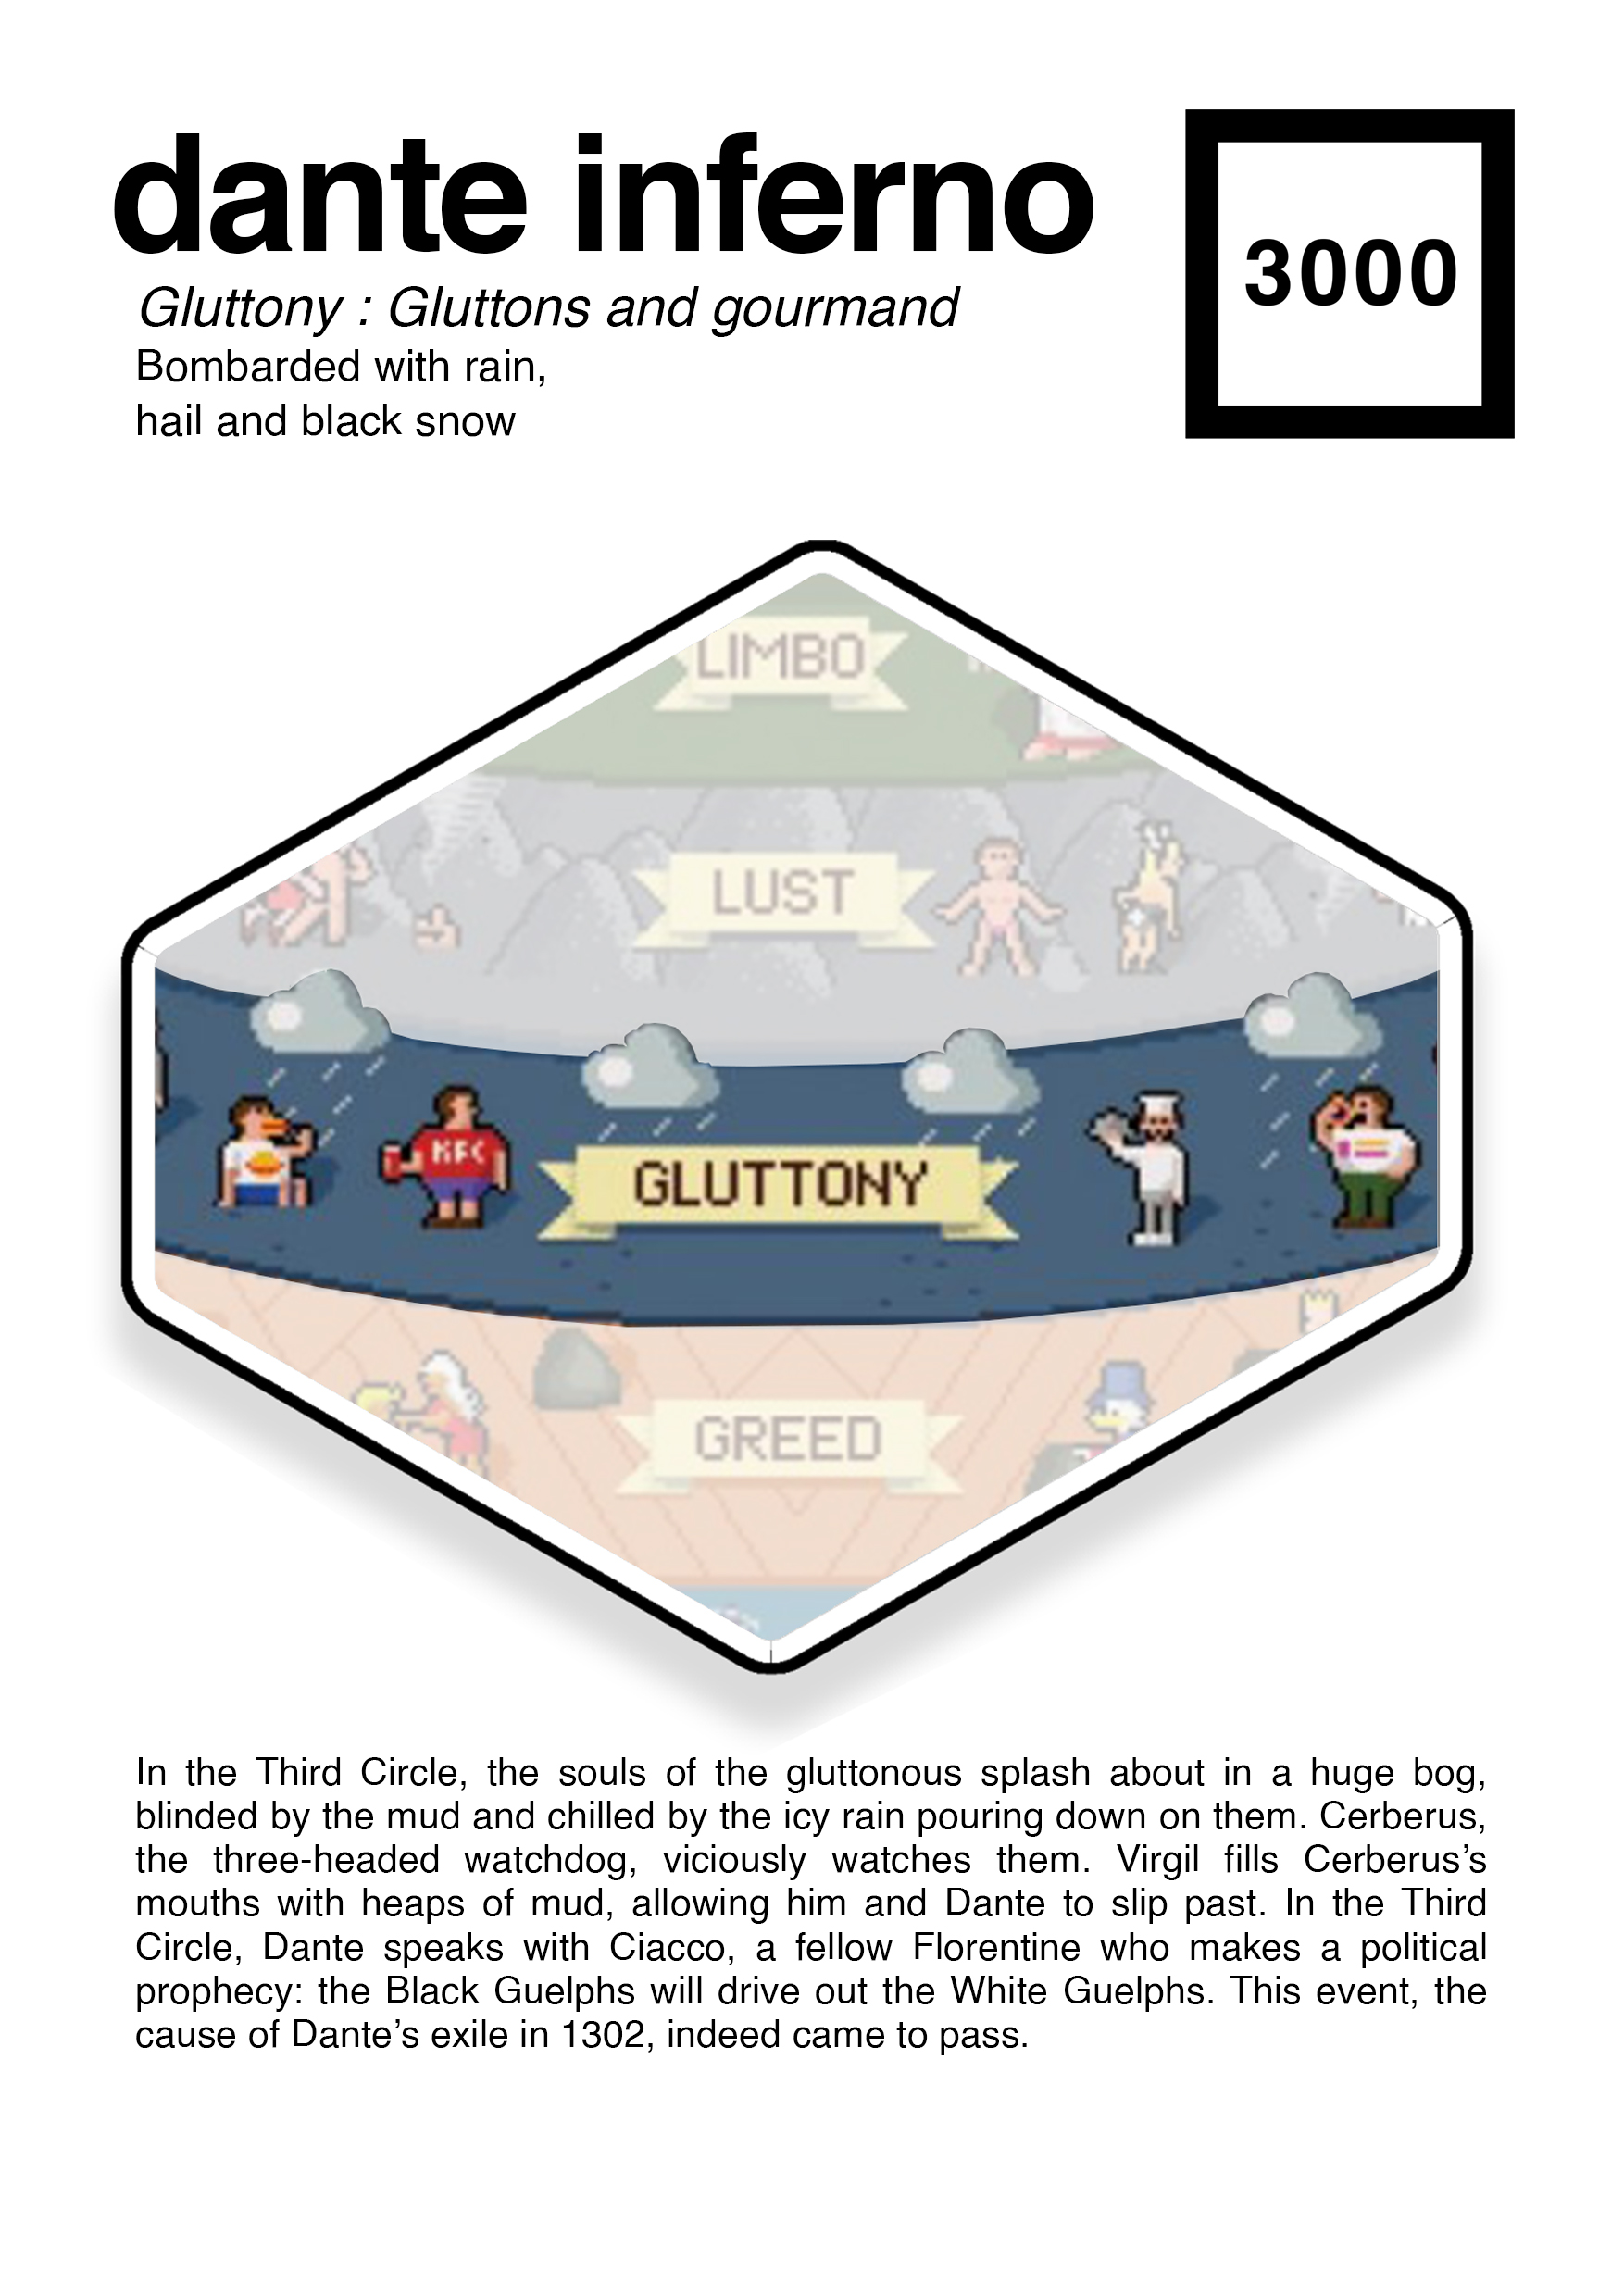 dante inferno
3000
Gluttony : Gluttons and gourmand
Bombarded with rain,
hail and black snow
LIMBO
LUST
GLUTTONY
GREED
In the Third Circle, the souls of the gluttonous splash about in a huge bog,
blinded by the mud and chilled by the icy rain pouring down on them. Cerberus,
the three-headed watchdog, viciously watches them. Virgil fills Cerberus’s
mouths with heaps of mud, allowing him and Dante to slip past. In the Third
Circle, Dante speaks with Ciacco, a fellow Florentine who makes a political
prophecy: the Black Guelphs will drive out the White Guelphs. This event, the
cause of Dante’s exile in 1302, indeed came to pass.